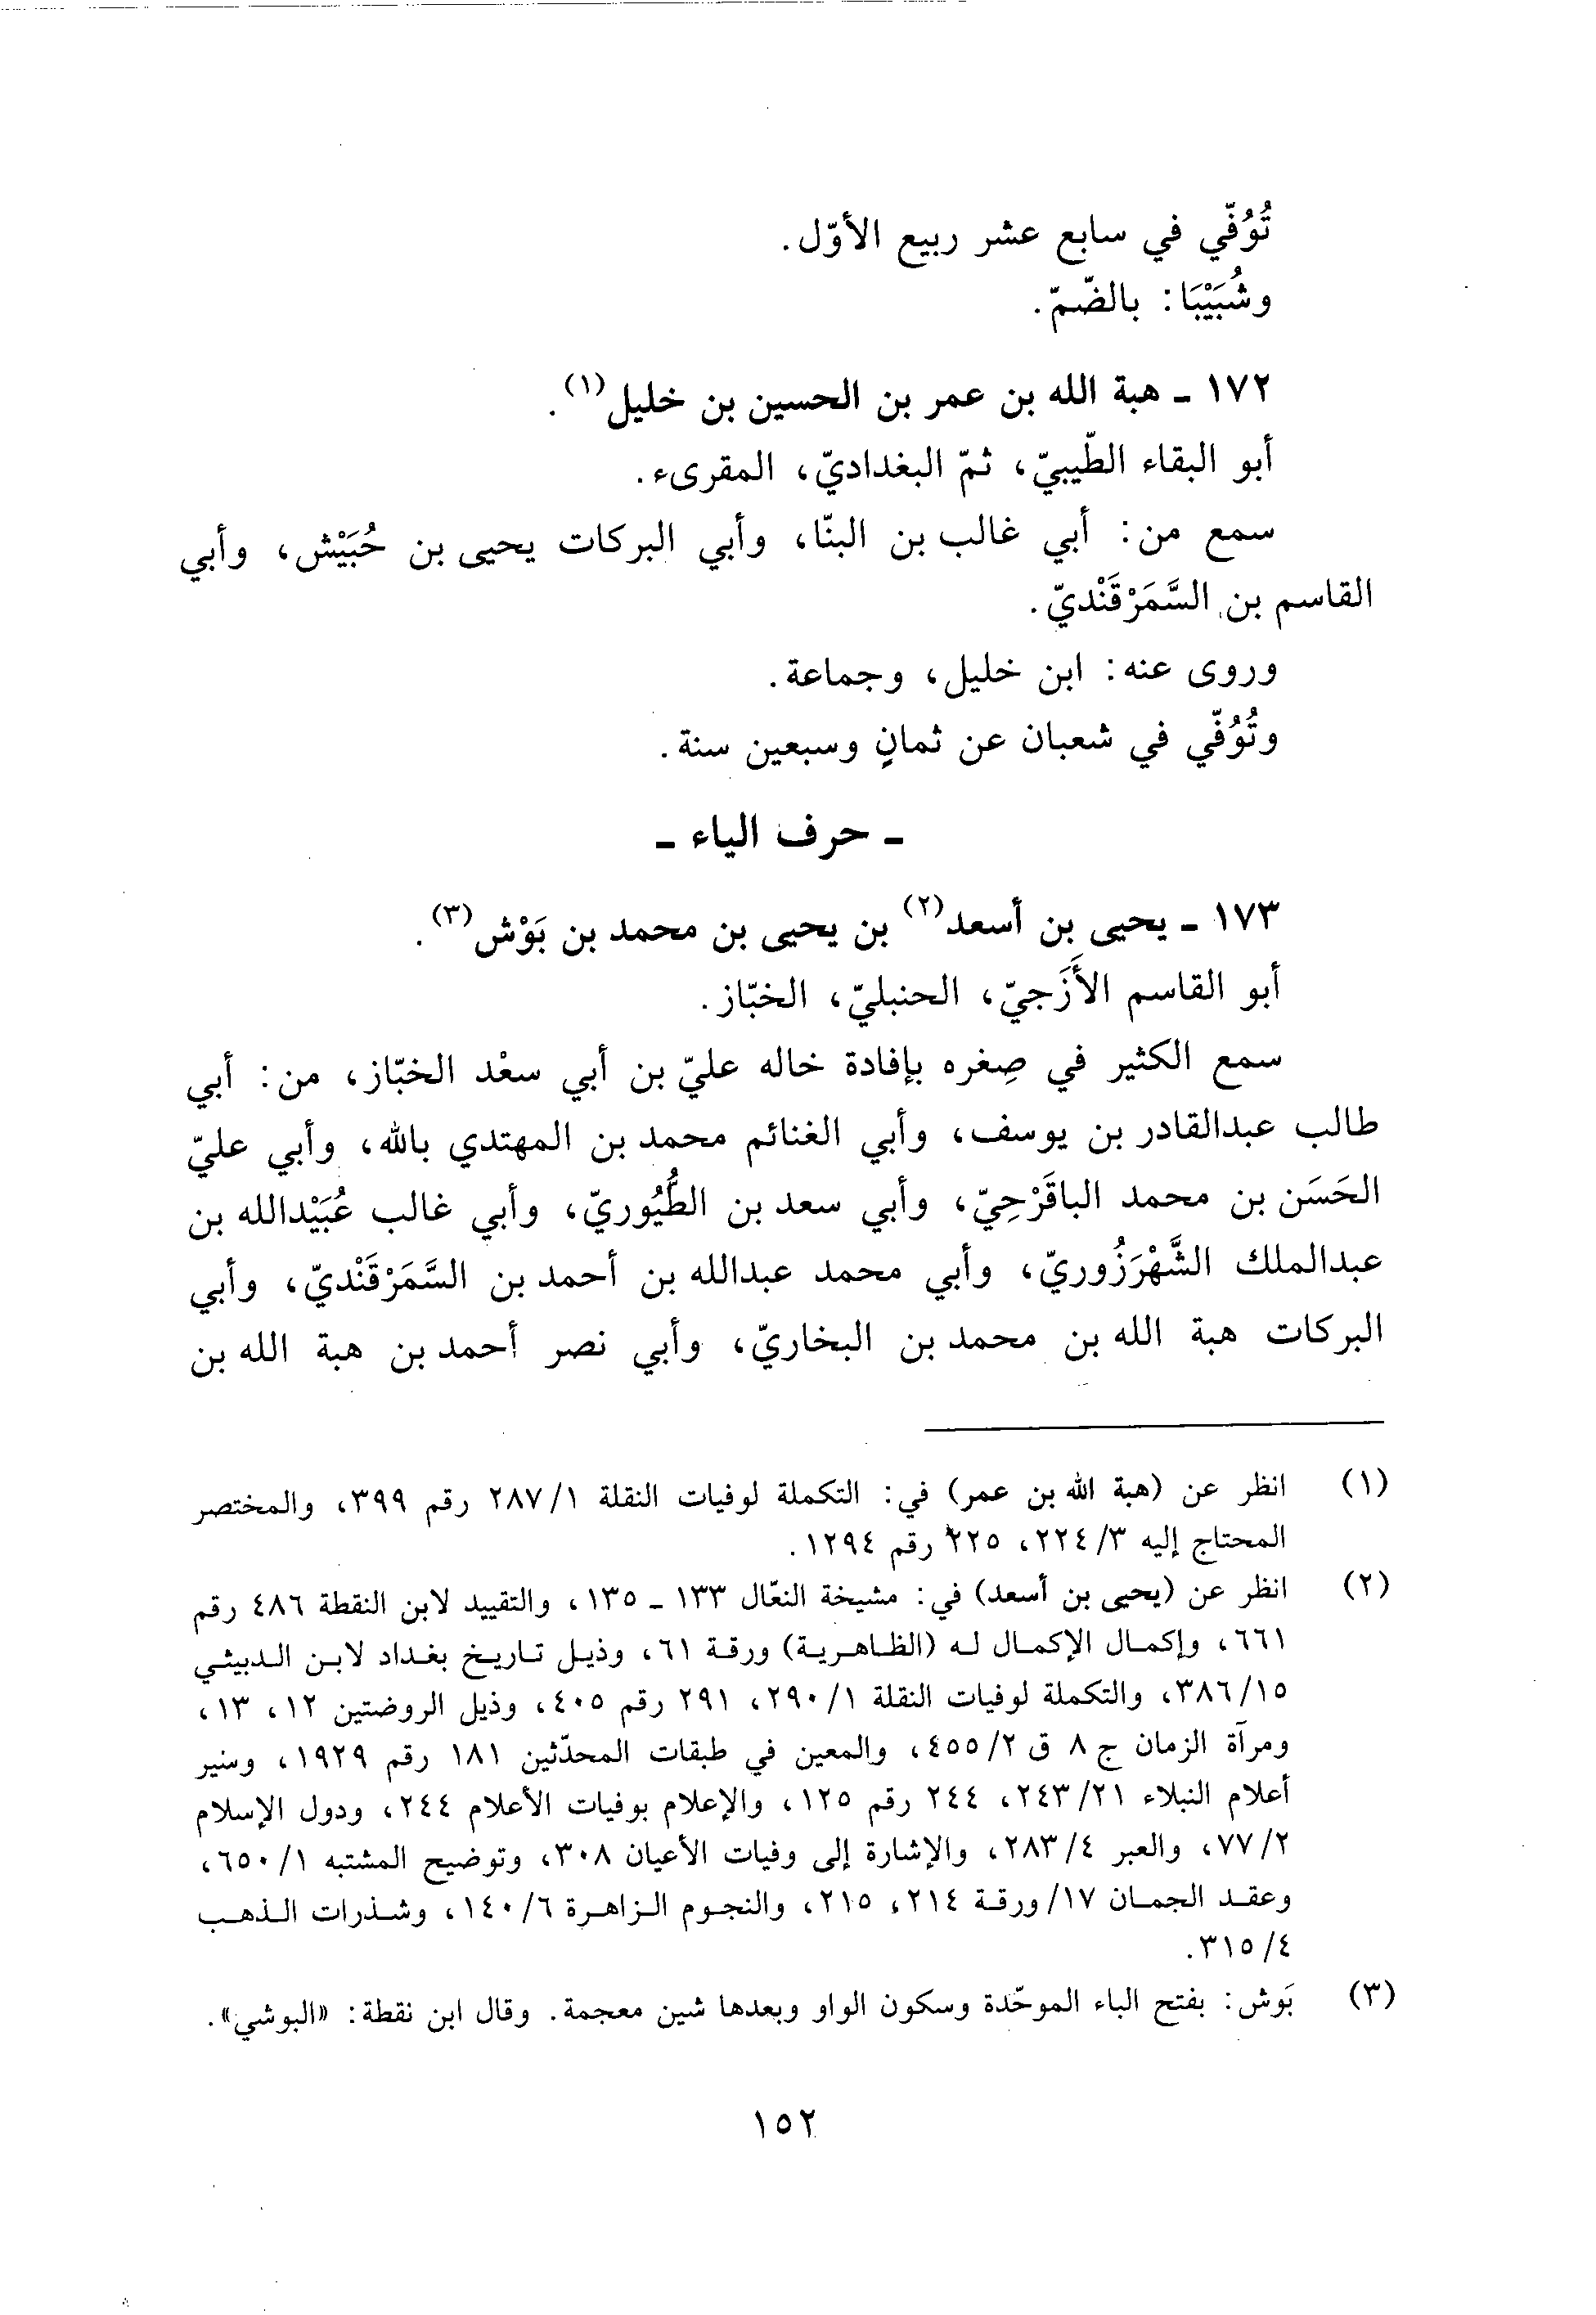 تُوُفّي في سابع عشر ربيع الأوّل.
وشُبَيْبَا: بالضّمّ.
١٧٢ ـ هبة الله بن عمر بن الحسين بن خليل(١).
أبو البقاء الطّيبيّ، ثمّ البغداديّ، المقرىء.
سمع من: أبي غالب بن البنّا، وأبي البركات يحيى بن حُبَيْش، وأبي
القاسم بن السَّمَرْقَنْديّ.
وروى عنه: ابن خليل، وجماعة.
وتُوُفّي في شعبان عن ثمانٍ وسبعين سنة.
ـ حرف الياء ـ
١٧٣ ـ يحيى بن أسعد(٢) بن يحيى بن محمد بن بَوْش(٣).
أبو القاسم الأَزَجيّ، الحنبليّ، الخبّاز.
سمع الكثير في صِغره بإفادة خاله عليّ بن أبي سعْد الخبّاز، من: أبي
طالب عبدالقادر بن يوسف، وأبي الغنائم محمد بن المهتدي بالله، وأبي عليّ
الحَسَن بن محمد الباقَرْحِيّ، وأبي سعد بن الطُّيُوريّ، وأبي غالب عُبَيْدالله بن
عبدالملك الشَّهْرَزُوريّ، وأبي محمد عبدالله بن أحمد بن السَّمَرْقَنْديّ، وأبي
البركات هبة الله بن محمد بن البخاريّ، وأبي نصر أحمد بن هبة الله بن
(١) انظر عن (هبة الله بن عمر) في: التكملة لوفيات النقلة ٢٨٧/١ رقم ٣٩٩، والمختصر
المحتاج إليه ٢٢٤/٣، ٢٢٥ رقم ١٢٩٤.
(٢) انظر عن (يحيى بن أسعد) في: مشيخة النعّال ١٣٣ ـ ١٣٥، والتقييد لابن النقطة ٤٨٦ رقم
٦٦١، وإكمال الإكمال له (الظاهرية) ورقة ٦١، وذيل تاريخ بغداد لابن الدبيثي
٣٨٦/١٥، والتكملة لوفيات النقلة ٢٩٠/١، ٢٩١ رقم ٤٠٥، وذيل الروضتين ١٢، ١٣،
ومرآة الزمان ج ٨ ق ٤٥٥/٢، والمعين في طبقات المحدّثين ١٨١ رقم ١٩٢٩، وسير
أعلام النبلاء ٢٤٣/٢١، ٢٤٤ رقم ١٢٥، والإعلام بوفيات الأعلام ٢٤٤، ودول الإسلام
٧٧/٢، والعبر ٢٨٣/٤، والإشارة إلى وفيات الأعيان ٣٠٨، وتوضيح المشتبه ٦٥٠/١،
وعقد الجمان ١٧/ورقة ٢١٤، ٢١٥، والنجوم الزاهرة ١٤٠/٦، وشذرات الذهب
٣١٥/٤.
(٣) بَوش: بفتح الباء الموحّدة وسكون الواو وبعدها شين معجمة. وقال ابن نقطة: «البوشي».
١٥٢